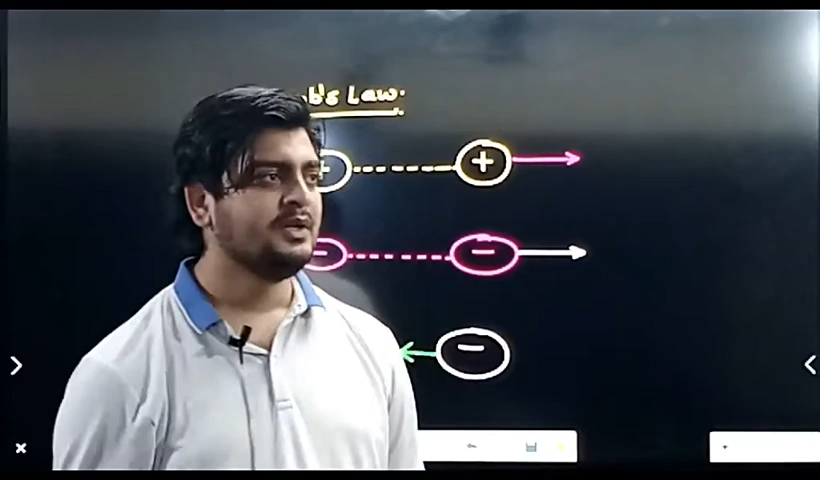 b's Law.
+ +
− −
−